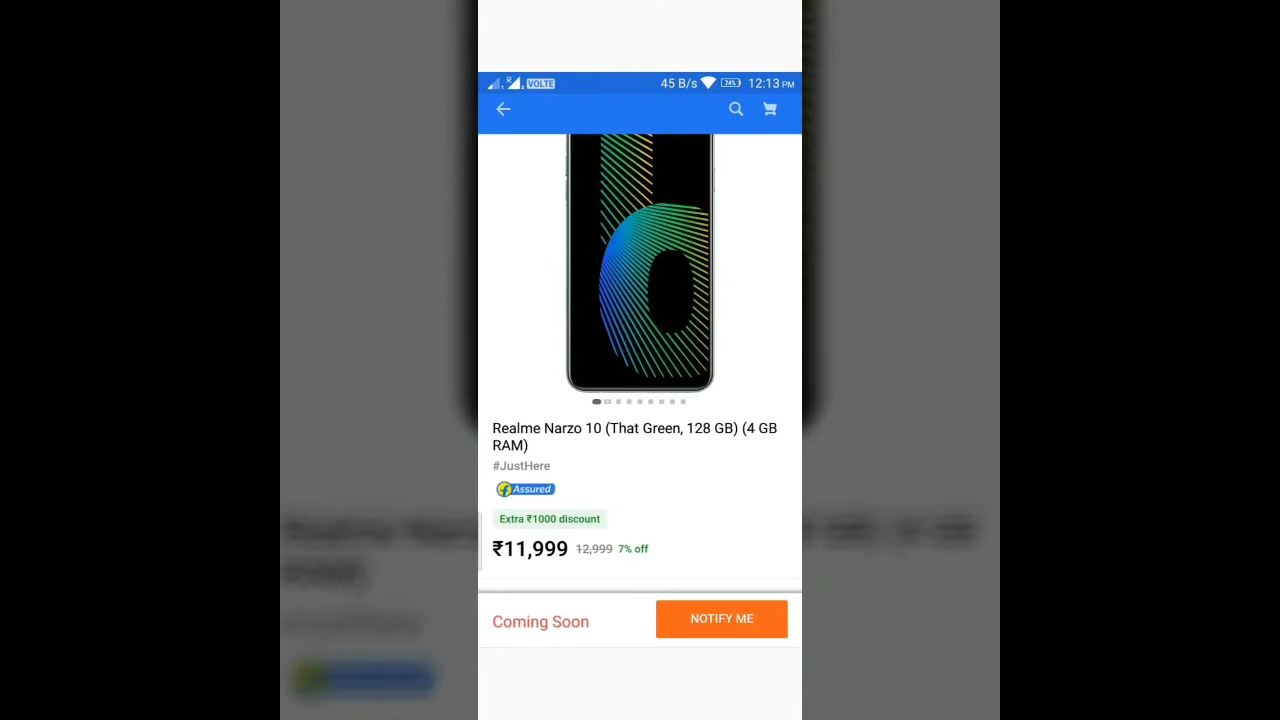 R VOLTE 45 B/s 74% 12:13 PM
Realme Narzo 10 (That Green, 128 GB) (4 GB
RAM)
#JustHere
f Assured
Extra ₹1000 discount
₹11,999 12,999 7% off
Coming Soon NOTIFY ME